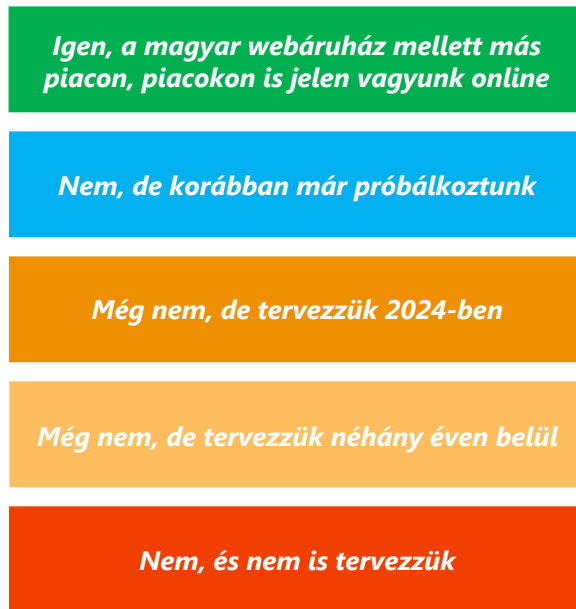 Igen, a magyar webáruház mellett más
piacon, piacokon is jelen vagyunk online
Nem, de korábban már próbálkoztunk
Még nem, de tervezzük 2024-ben
Még nem, de tervezzük néhány éven belül
Nem, és nem is tervezzük